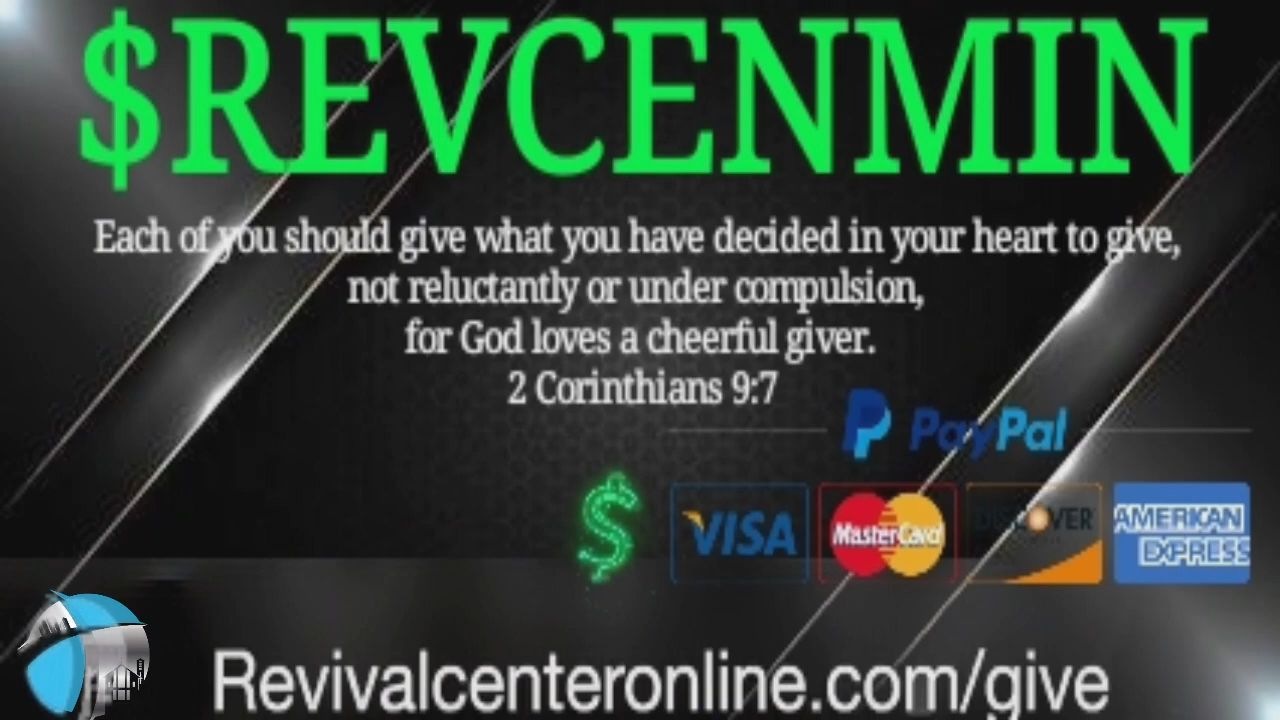 $REVCENMIN
Each of you should give what you have decided in your heart to give,
not reluctantly or under compulsion,
for God loves a cheerful giver.
2 Corinthians 9:7
PayPal
$ VISA MasterCard DISCOVER AMERICAN EXPRESS
Revivalcenteronline.com/give